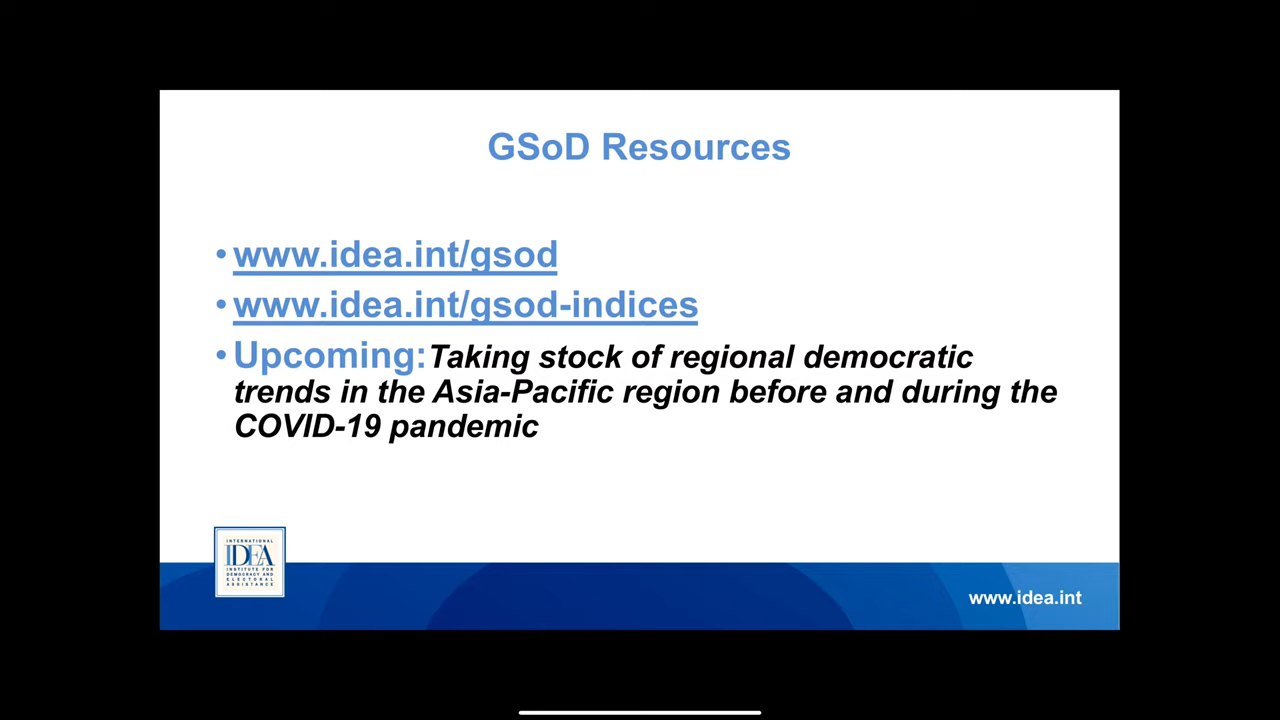 GSoD Resources
• www.idea.int/gsod
• www.idea.int/gsod-indices
• Upcoming:Taking stock of regional democratic
trends in the Asia-Pacific region before and during the
COVID-19 pandemic
INTERNATIONAL
IDEA
INSTITUTE FOR
DEMOCRACY AND
ELECTORAL
ASSISTANCE
www.idea.int